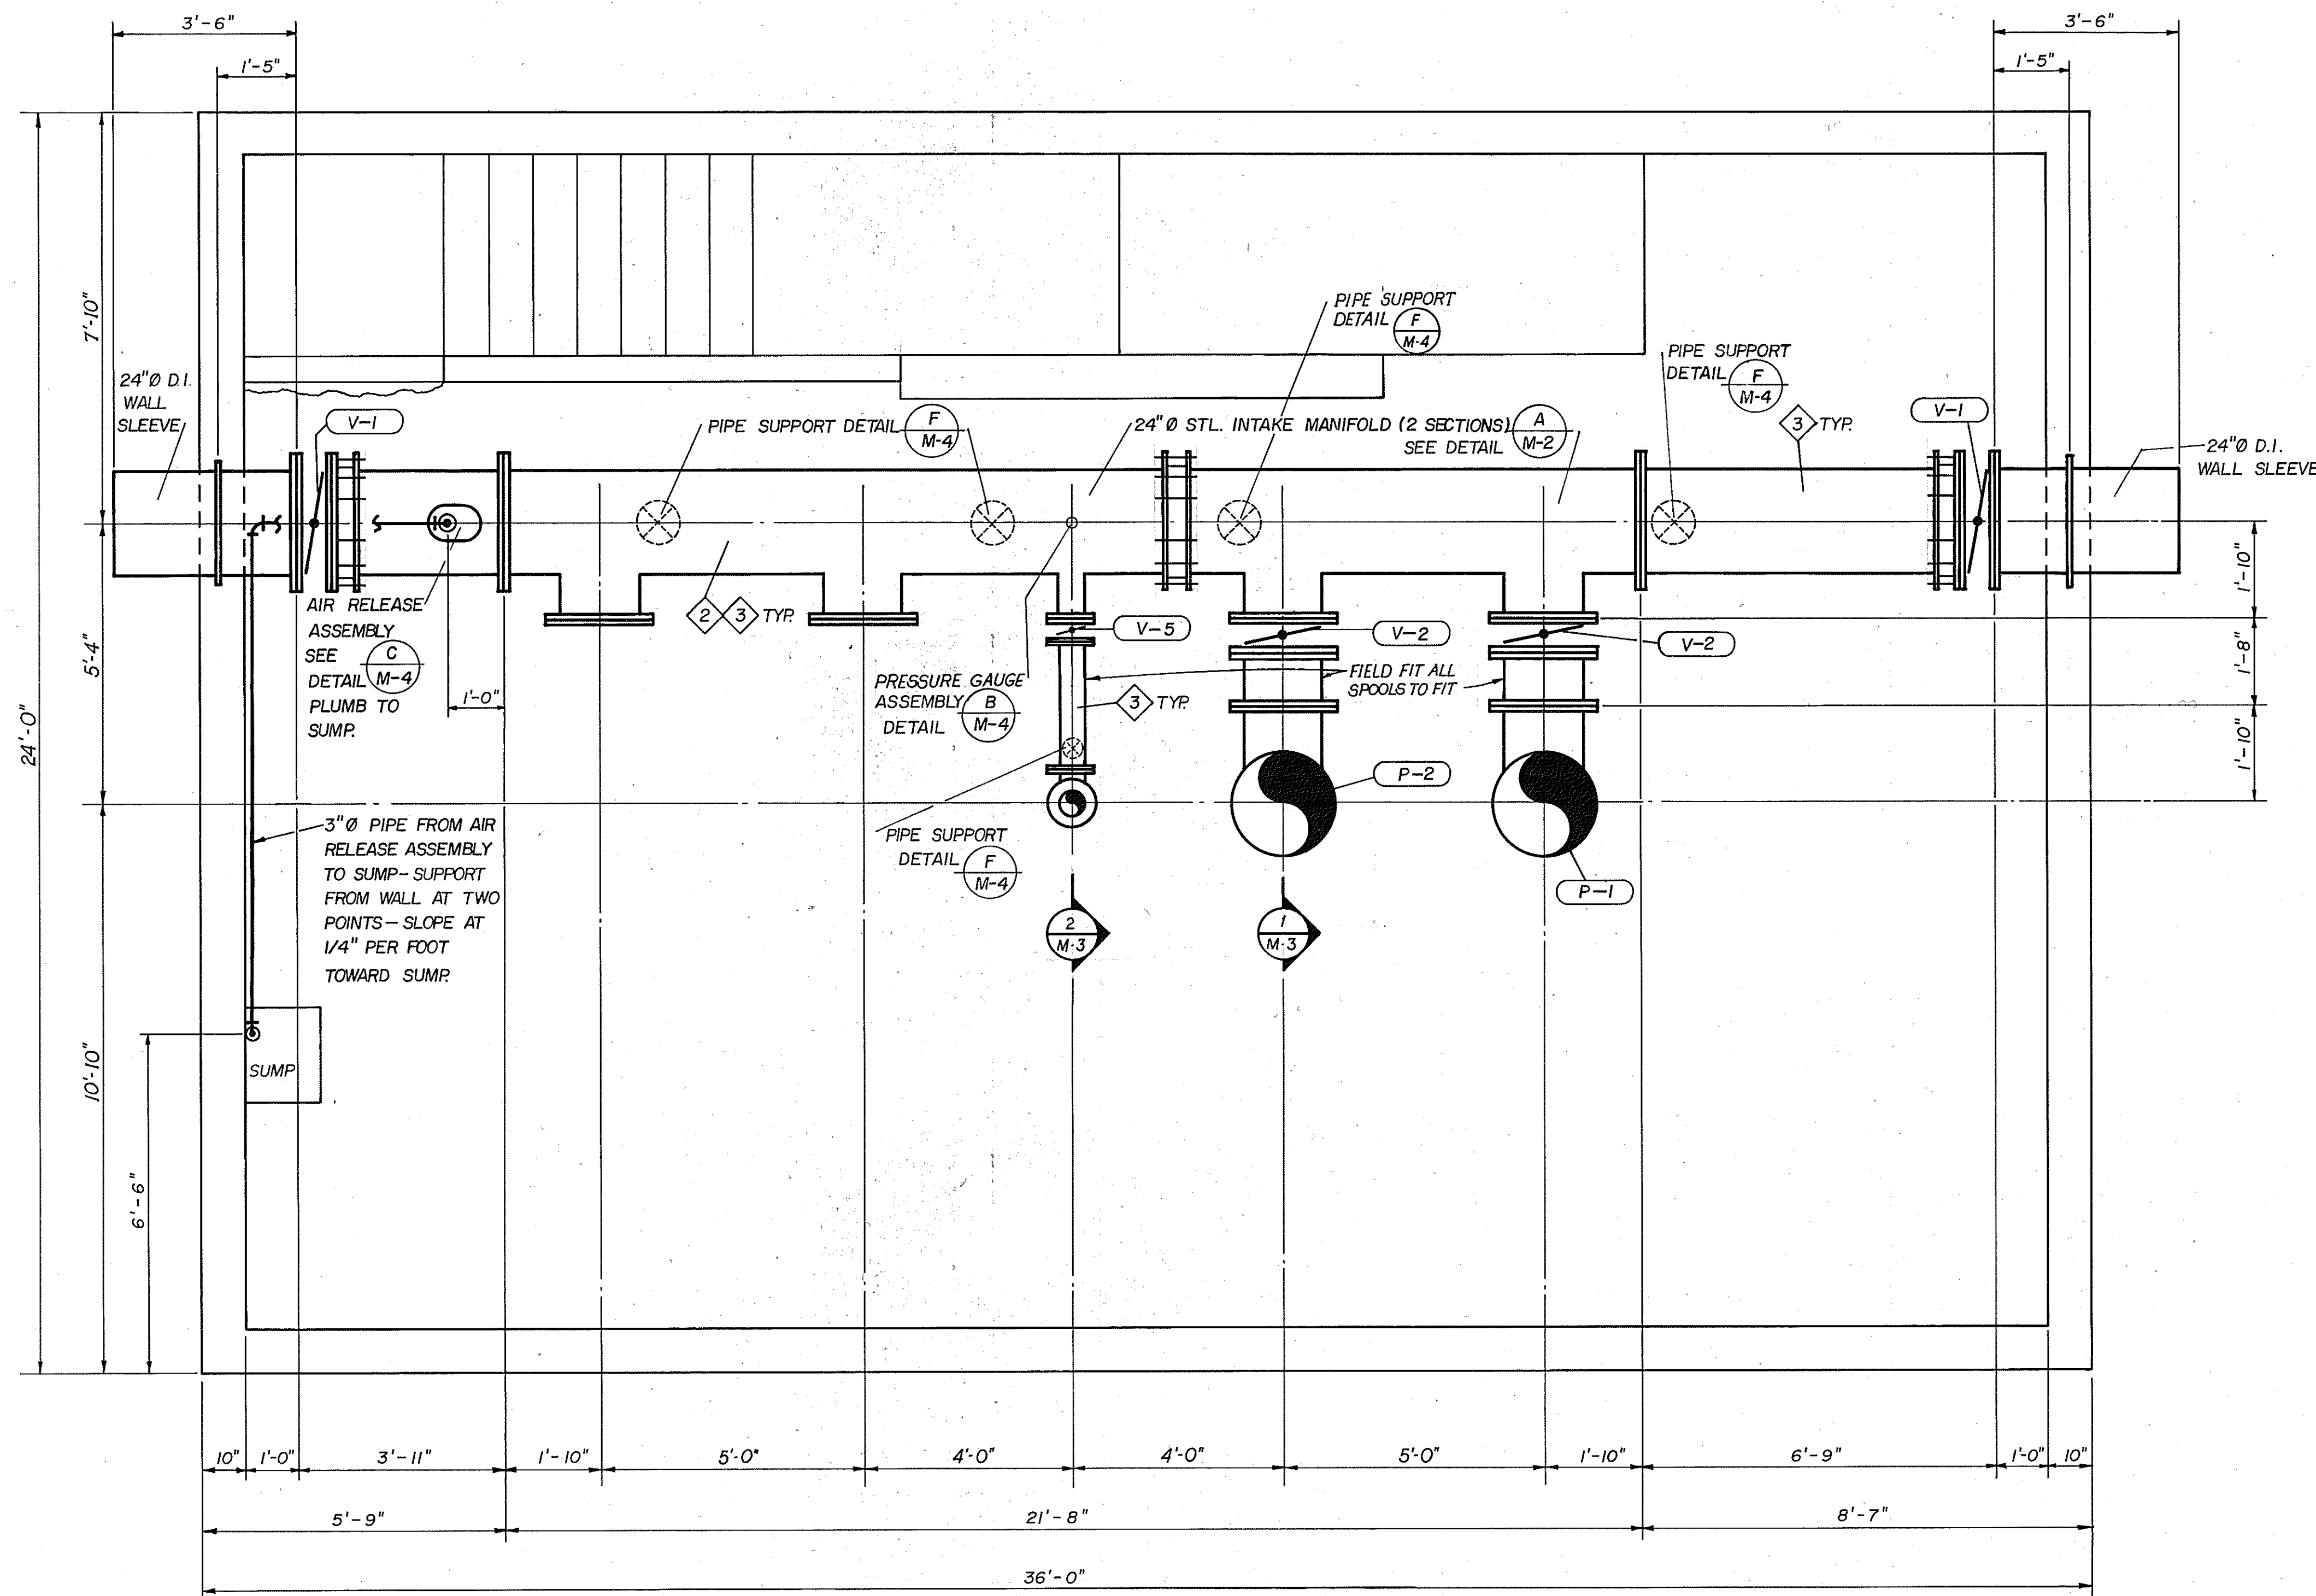 3'-6"
1'-5"
3'-6"
1'-5"
7'-10"
5'-4"
24'-0"
10'-10"
6'-6"
24"Ø D.I.
WALL
SLEEVE
V-1
PIPE SUPPORT DETAIL
F
M-4
24"Ø STL. INTAKE MANIFOLD (2 SECTIONS)
SEE DETAIL
A
M-2
PIPE SUPPORT
DETAIL
F
M-4
PIPE SUPPORT
DETAIL
F
M-4
3 TYP.
V-1
24"Ø D.I.
WALL SLEEVE
AIR RELEASE
ASSEMBLY
SEE
DETAIL
C
M-4
PLUMB TO
SUMP.
1'-0"
2 3 TYP.
V-5
V-2
V-2
PRESSURE GAUGE
ASSEMBLY
DETAIL
B
M-4
3 TYP.
FIELD FIT ALL
SPOOLS TO FIT
P-2
P-1
1'-10"
1'-8"
1'-10"
3"Ø PIPE FROM AIR
RELEASE ASSEMBLY
TO SUMP-SUPPORT
FROM WALL AT TWO
POINTS-SLOPE AT
1/4" PER FOOT
TOWARD SUMP.
PIPE SUPPORT
DETAIL
F
M-4
2
M-3
1
M-3
SUMP
10" 1'-0" 3'-11" 1'-10" 5'-0" 4'-0" 4'-0" 5'-0" 1'-10" 6'-9" 1'-0" 10"
5'-9" 21'-8" 8'-7"
36'-0"